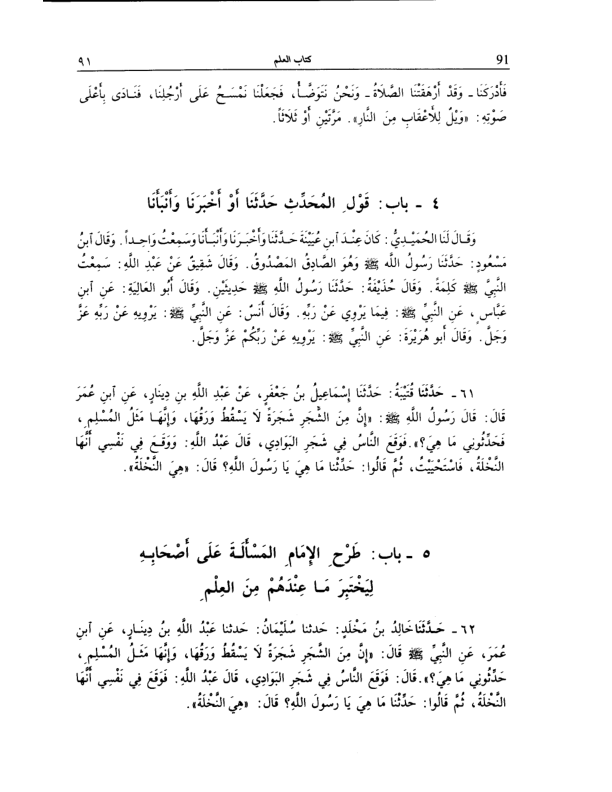 91 كتاب العلم ٩١
فَأَدْرَكَنَا ـ وَقَدْ أَرْهَقَتْنَا الصَّلاَةُ ـ وَنَحْنُ نَتَوَضَّأُ، فَجَعَلْنَا نَمْسَحُ عَلَى أَرْجُلِنَا، فَنَادَى بِأَعْلَى
صَوْتِهِ: «وَيْلٌ لِلأَعْقَابِ مِنَ النَّارِ». مَرَّتَيْنِ أَوْ ثَلاَثاً.
٤ ـ باب: قَوْلِ المُحَدِّثِ حَدَّثَنَا أَوْ أَخْبَرَنَا وَأَنْبَأَنَا
وَقَالَ لَنَا الحُمَيْدِيُّ: كَانَ عِنْدَ ابنِ عُيَيْنَةَ حَدَّثَنَا وَأَخْبَرَنَا وَأَنْبَأَنَا وَسَمِعْتُ وَاحِداً. وَقَالَ ابنُ
مَسْعُودٍ: حَدَّثَنَا رَسُولُ الله ﷺ وَهُوَ الصَّادِقُ المَصْدُوقُ. وَقَالَ شَقِيقٌ عَنْ عَبْدِ اللَّهِ: سَمِعْتُ
النَّبِيَّ ﷺ كَلِمَةً. وَقَالَ حُذَيْفَةُ: حَدَّثَنَا رَسُولُ اللَّهِ ﷺ حَدِيثَيْنِ. وَقَالَ أَبُو العَالِيَةِ: عَنِ ابنِ
عَبَّاسٍ، عَنِ النَّبِيِّ ﷺ: فِيمَا يَرْوِي عَنْ رَبِّهِ. وَقَالَ أَنَسٌ: عَنِ النَّبِيِّ ﷺ: يَرْوِيهِ عَنْ رَبِّهِ عَزَّ
وَجَلَّ. وَقَالَ أَبو هُرَيْرَةَ: عَنِ النَّبِيِّ ﷺ: يَرْوِيهِ عَنْ رَبِّكُمْ عَزَّ وَجَلَّ.
٦١ـ حَدَّثَنَا قُتَيْبَةُ: حَدَّثَنَا إِسْمَاعِيلُ بنُ جَعْفَرٍ، عَنْ عَبْدِ اللَّهِ بنِ دِينَارٍ، عَنِ ابنِ عُمَرَ
قَالَ: قَالَ رَسُولُ اللَّهِ ﷺ: «إِنَّ مِنَ الشَّجَرِ شَجَرَةً لاَ يَسْقُطُ وَرَقُهَا، وَإِنَّهَا مَثَلُ المُسْلِمِ،
فَحَدِّثُونِي مَا هِيَ؟». فَوَقَعَ النَّاسُ فِي شَجَرِ البَوَادِي، قَالَ عَبْدُ اللَّهِ: وَوَقَعَ فِي نَفْسِي أَنَّهَا
النَّخْلَةُ، فَاسْتَحْيَيْتُ، ثُمَّ قَالُوا: حَدِّثْنا مَا هِيَ يَا رَسُولَ اللَّهِ؟ قَالَ: «هِيَ النَّخْلَةُ».
٥ ـ باب: طَرْحِ الإِمَامِ المَسْأَلَةَ عَلَى أَصْحَابِهِ
لِيَخْتَبِرَ مَا عِنْدَهُمْ مِنَ العِلْمِ
٦٢ـ حَدَّثَنَا خَالِدُ بنُ مَخْلَدٍ: حدثنا سُلَيْمَانُ: حدثنا عَبْدُ اللَّهِ بنُ دِينَارٍ، عَنِ ابنِ
عُمَرَ، عَنِ النَّبِيِّ ﷺ قَالَ: «إِنَّ مِنَ الشَّجَرِ شَجَرَةً لاَ يَسْقُطُ وَرَقُهَا، وَإِنَّهَا مَثَلُ المُسْلِمِ،
حَدِّثُونِي مَا هِيَ؟». قَالَ: فَوَقَعَ النَّاسُ فِي شَجَرِ البَوَادِي، قَالَ عَبْدُ اللَّهِ: فَوَقَعَ فِي نَفْسِي أَنَّهَا
النَّخْلَةُ، ثُمَّ قَالُوا: حَدِّثْنَا مَا هِيَ يَا رَسُولَ اللَّهِ؟ قَالَ: «هِيَ النَّخْلَةُ».